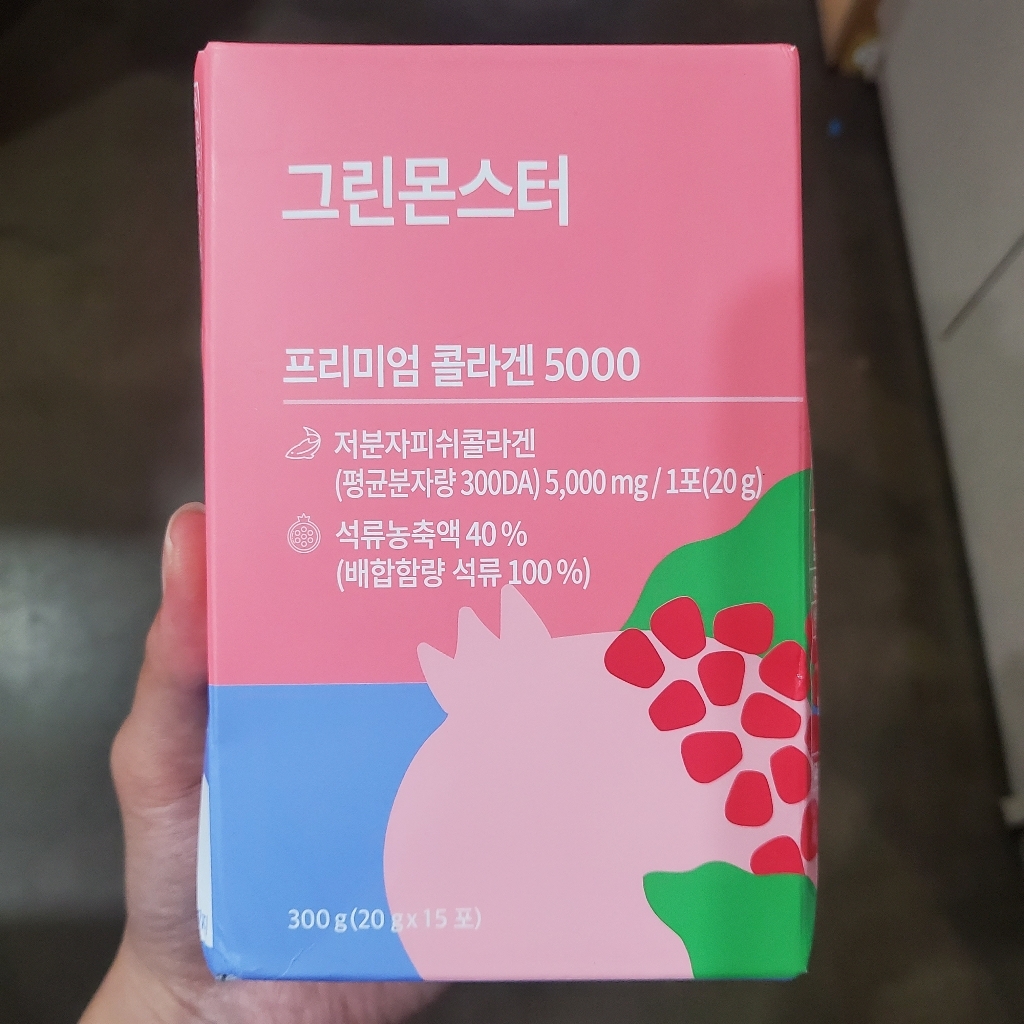 그린몬스터
프리미엄 콜라겐 5000
저분자피쉬콜라겐
(평균분자량 300DA) 5,000 mg / 1포(20 g)
석류농축액 40 %
(배합함량 석류 100 %)
300 g (20 g x 15 포)